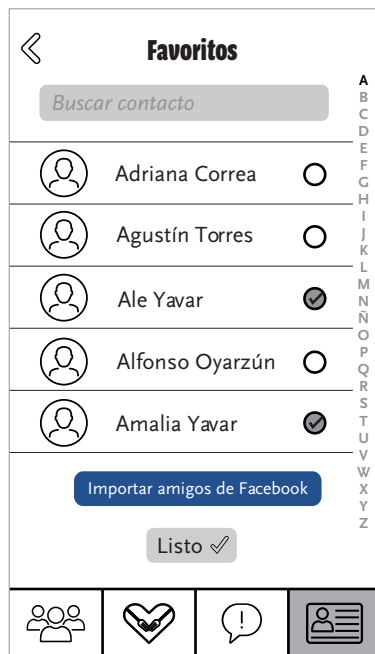 Favoritos
Buscar contacto
Adriana Correa
Agustín Torres
Ale Yavar
Alfonso Oyarzún
Amalia Yavar
Importar amigos de Facebook
Listo
A
B
C
D
E
F
G
H
I
J
K
L
M
N
Ñ
O
P
Q
R
S
T
U
V
W
X
Y
Z